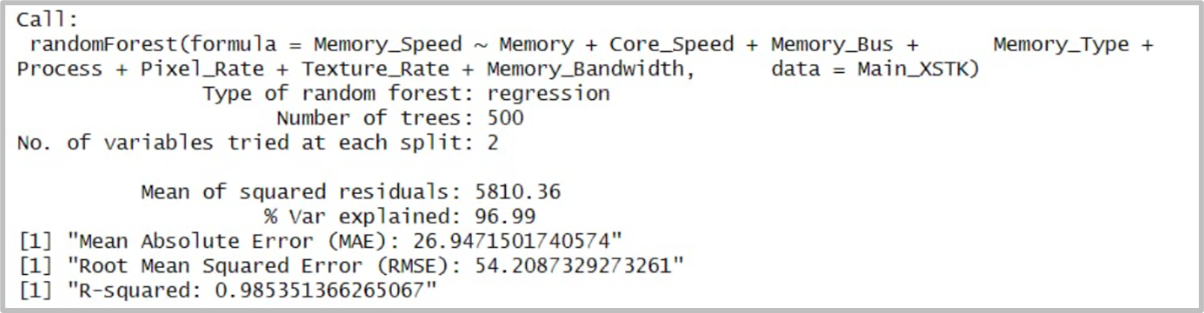 Call:
 randomForest(formula = Memory_Speed ~ Memory + Core_Speed + Memory_Bus +      Memory_Type +
Process + Pixel_Rate + Texture_Rate + Memory_Bandwidth,      data = Main_XSTK)
               Type of random forest: regression
                     Number of trees: 500
No. of variables tried at each split: 2
          Mean of squared residuals: 5810.36
                    % Var explained: 96.99
[1] "Mean Absolute Error (MAE): 26.9471501740574"
[1] "Root Mean Squared Error (RMSE): 54.2087329273261"
[1] "R-squared: 0.985351366265067"